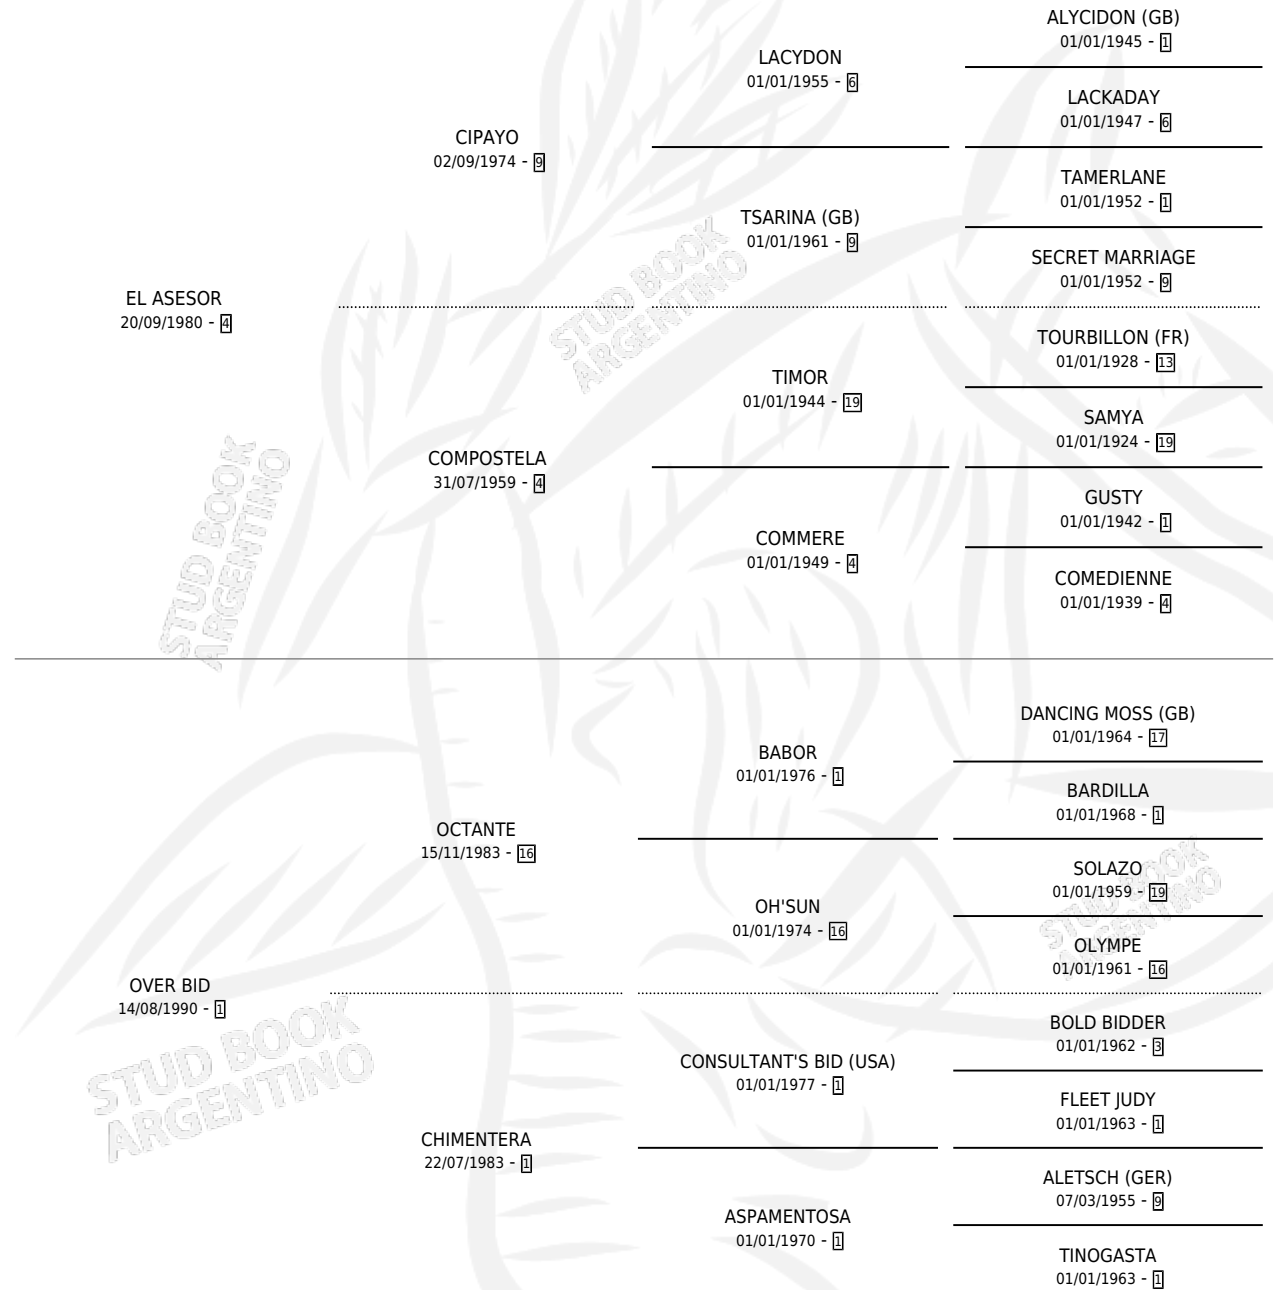 ALYCIDON (GB)
01/01/1945 - 1
LACYDON
01/01/1955 - 6
LACKADAY
01/01/1947 - 6
CIPAYO
02/09/1974 - 9
TAMERLANE
01/01/1952 - 1
TSARINA (GB)
01/01/1961 - 9
SECRET MARRIAGE
01/01/1952 - 9
EL ASESOR
20/09/1980 - 4
TOURBILLON (FR)
01/01/1928 - 13
TIMOR
01/01/1944 - 19
SAMYA
01/01/1924 - 19
COMPOSTELA
31/07/1959 - 4
GUSTY
01/01/1942 - 1
COMMERE
01/01/1949 - 4
COMEDIENNE
01/01/1939 - 4
DANCING MOSS (GB)
01/01/1964 - 17
BABOR
01/01/1976 - 1
BARDILLA
01/01/1968 - 1
OCTANTE
15/11/1983 - 16
SOLAZO
01/01/1959 - 19
OH'SUN
01/01/1974 - 16
OLYMPE
01/01/1961 - 16
OVER BID
14/08/1990 - 1
BOLD BIDDER
01/01/1962 - 3
CONSULTANT'S BID (USA)
01/01/1977 - 1
FLEET JUDY
01/01/1963 - 1
CHIMENTERA
22/07/1983 - 1
ALETSCH (GER)
07/03/1955 - 9
ASPAMENTOSA
01/01/1970 - 1
TINOGASTA
01/01/1963 - 1
STUD BOOK
ARGENTINO
STUD BOOK
ARGENTINO
STUD BOOK
ARGENTINO
STUD BOOK
ARGENTINO